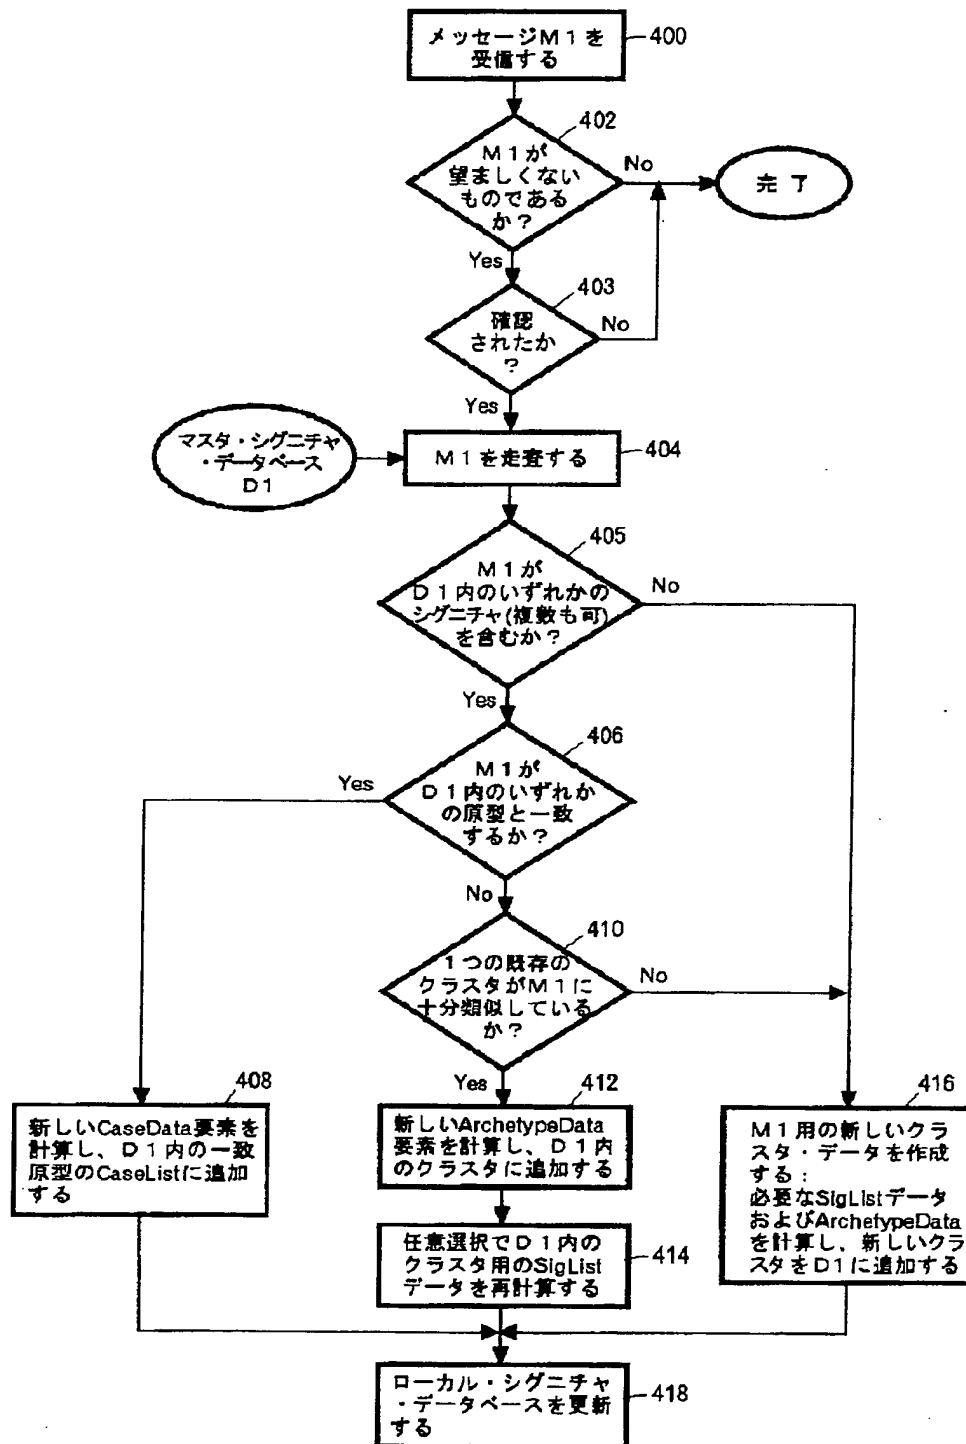 メッセージM1を
受信する
400
402
M1が
望ましくない
ものである
か?
No
完 了
Yes
403
確認
されたか
?
No
Yes
マスタ・シグニチャ
・データベース
D1
M1を走査する
404
405
M1が
D1内のいずれかの
シグニチャ(複数も可)
を含むか?
No
Yes
406
M1が
D1内のいずれか
の原型と一致
するか?
Yes
No
410
1つの既存の
クラスタがM1に
十分類似している
か?
No
Yes
408
新しいCaseData要素を
計算し、D1内の一致
原型のCaseListに追加
する
412
新しいArchetypeData
要素を計算し、D1内
のクラスタに追加する
416
M1用の新しいクラ
スタ・データを作成
する:
必要なSigListデータ
およびArchetypeData
を計算し、新しいクラ
スタをD1に追加する
任意選択でD1内の
クラスタ用のSigList
データを再計算する
414
ローカル・シグニチャ
・データベースを更新
する
418